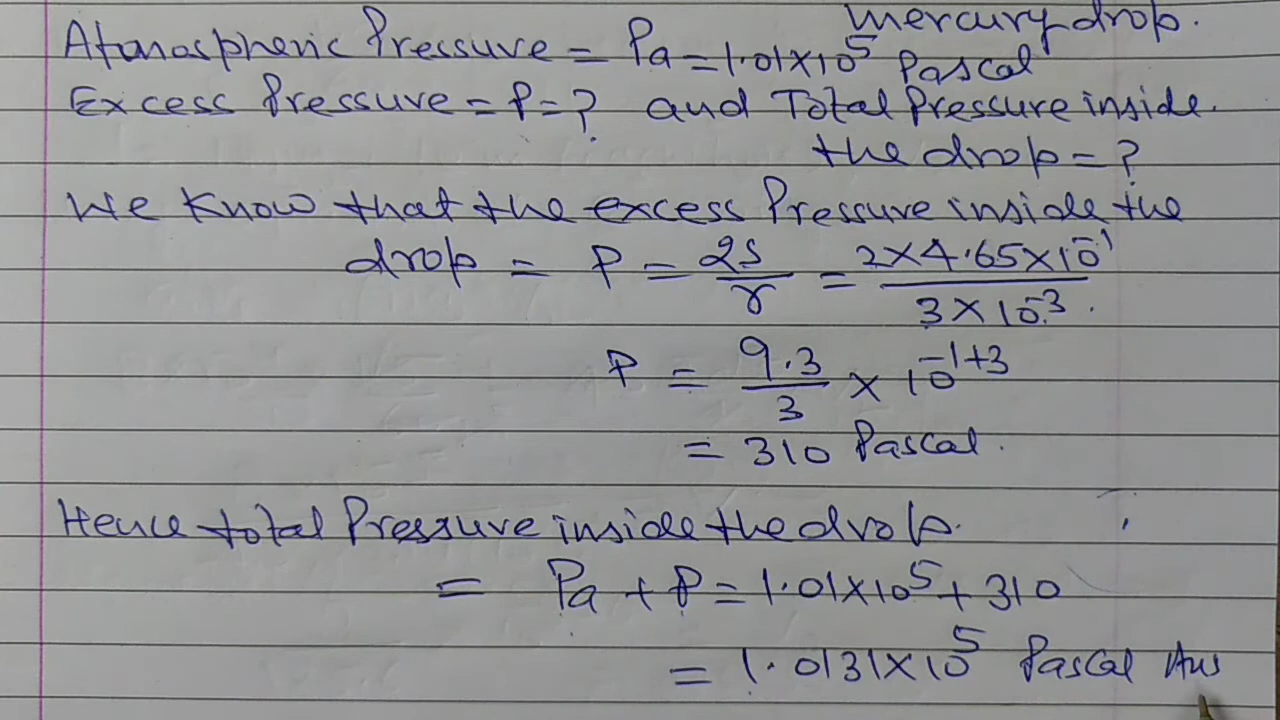 mercury drop.
Atmospheric Pressure = Pa = 1.01×10⁵ Pascal
Excess Pressure = P = ? and Total Pressure inside
the drop = ?
We know that the excess Pressure inside the
drop = P = 2S/r = 2×4.65×10⁻¹/3×10⁻³.
P = 9.3/3 × 10⁻¹⁺³
= 310 Pascal.
Hence total Pressure inside the drop.
= Pa + P = 1.01×10⁵ + 310
= 1.0131×10⁵ Pascal Ans